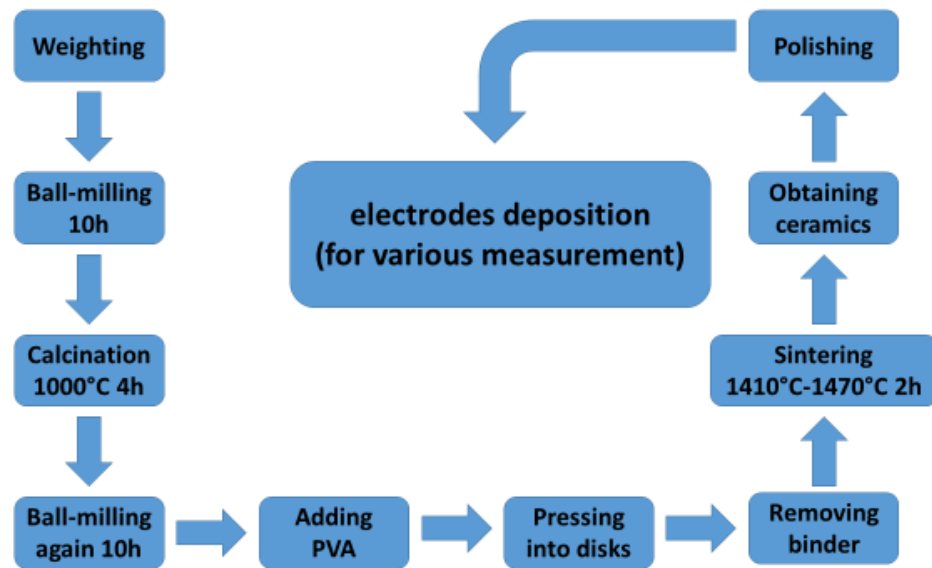 Weighting
Ball-milling
10h
Calcination
1000°C 4h
Ball-milling
again 10h
Adding
PVA
Pressing
into disks
Removing
binder
Sintering
1410°C-1470°C 2h
Obtaining
ceramics
Polishing
electrodes deposition
(for various measurement)